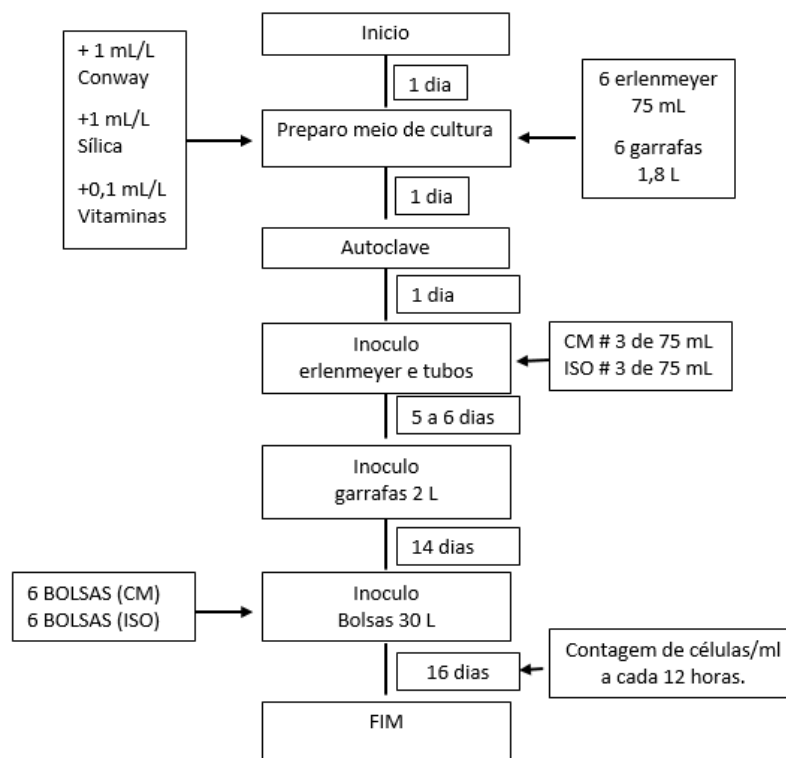 Inicio
+ 1 mL/L
Conway
+1 mL/L
Sílica
+0,1 mL/L
Vitaminas
1 dia
6 erlenmeyer
75 mL
6 garrafas
1,8 L
Preparo meio de cultura
1 dia
Autoclave
1 dia
Inoculo
erlenmeyer e tubos
CM # 3 de 75 mL
ISO # 3 de 75 mL
5 a 6 dias
Inoculo
garrafas 2 L
14 dias
6 BOLSAS (CM)
6 BOLSAS (ISO)
Inoculo
Bolsas 30 L
16 dias
Contagem de células/ml
a cada 12 horas.
FIM